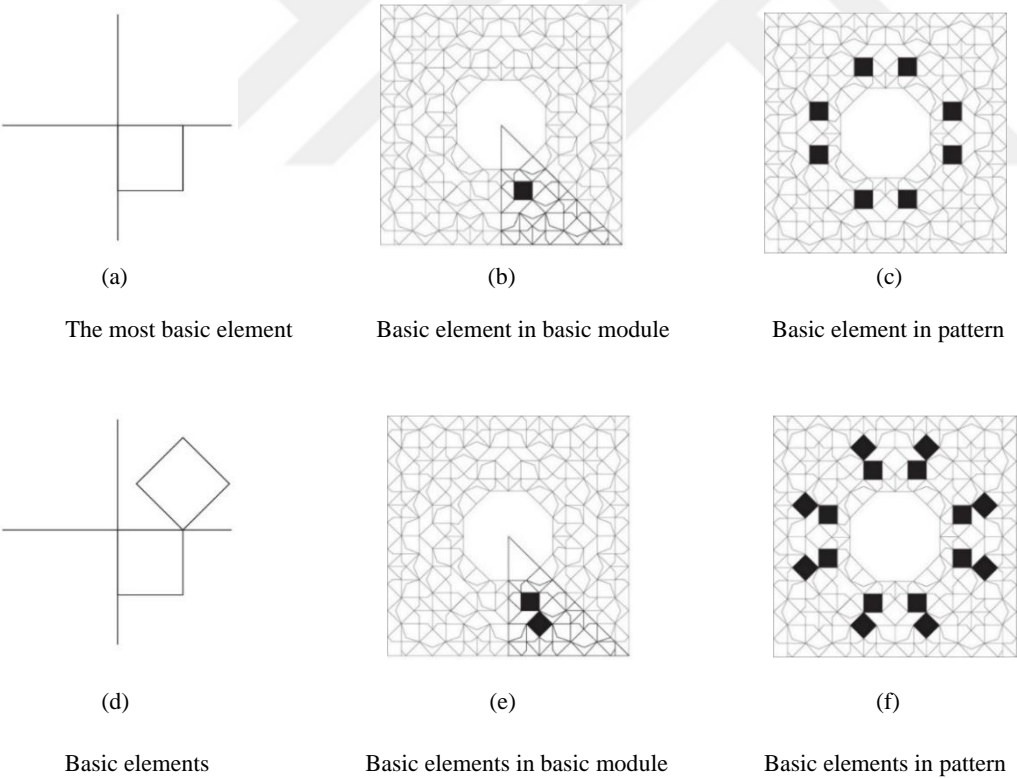 (a) (b) (c)
The most basic element Basic element in basic module Basic element in pattern
(d) (e) (f)
Basic elements Basic elements in basic module Basic elements in pattern